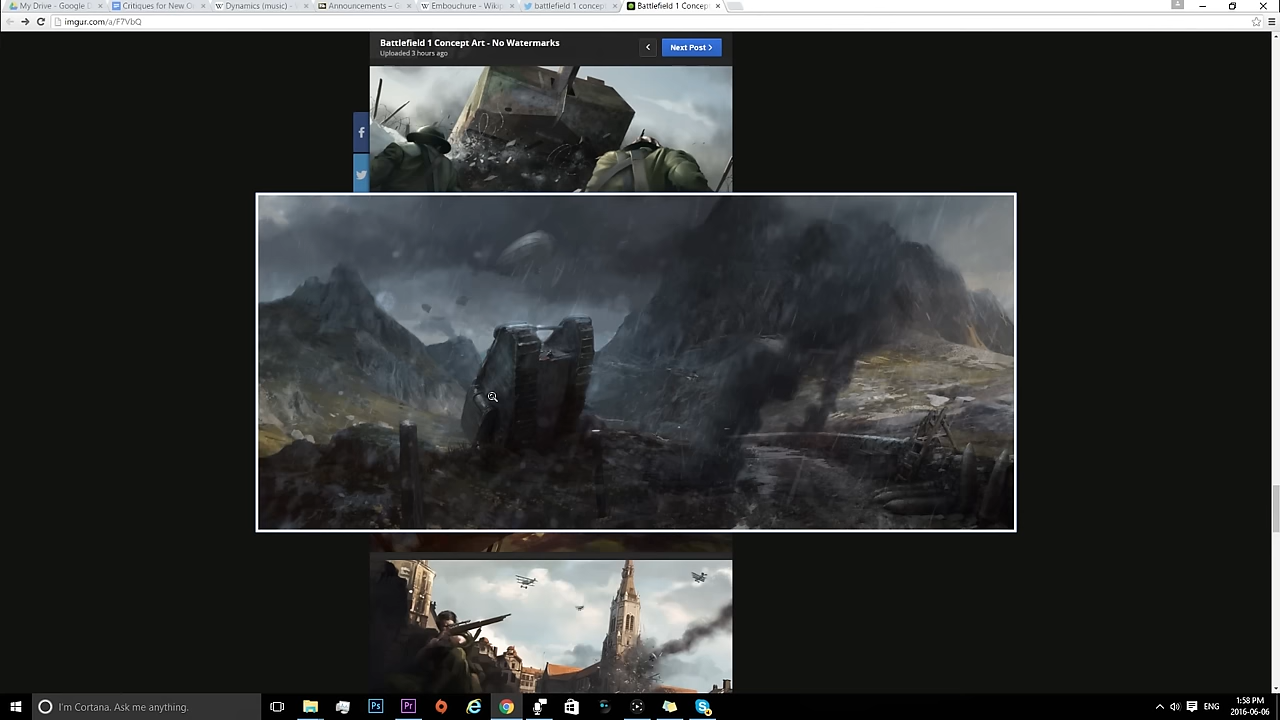 My Drive - Google D
Critiques for New O
Dynamics (music) -
Announcements – G
Embouchure - Wikip
battlefield 1 concep
Battlefield 1 Concep
imgur.com/a/F7VbQ
Battlefield 1 Concept Art - No Watermarks
Uploaded 3 hours ago
Next Post
I'm Cortana. Ask me anything.
ENG
1:58 PM
2016-06-06